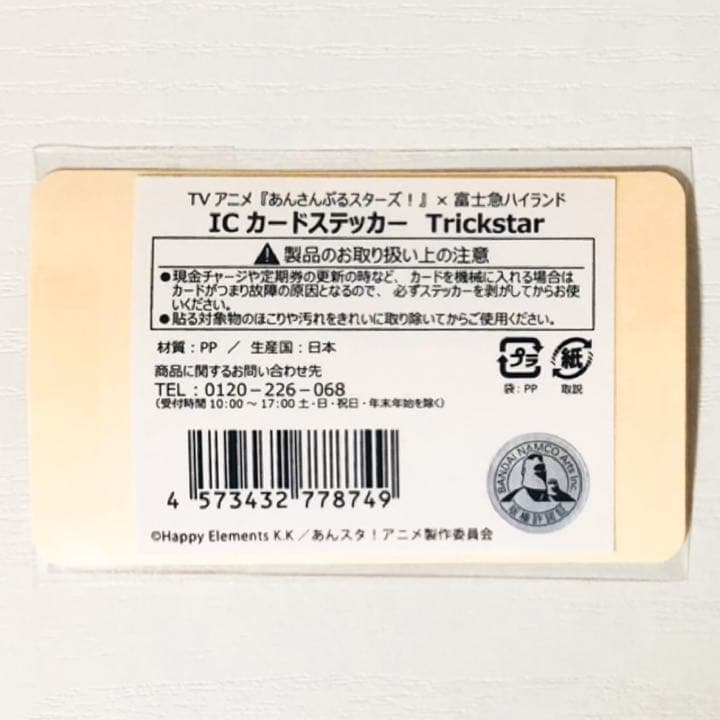 TV アニメ『あんさんぶるスターズ！』× 富士急ハイランド
IC カードステッカー Trickstar
製品のお取り扱い上の注意
●現金チャージや定期券の更新の時など、カードを機械に入れる場合は
カードがつまり故障の原因となるので、必ずステッカーを剥がしてからお使
いください。
●貼る対象物のほこりや汚れをきれいに取り除いてからご使用ください。
材質：PP ／ 生産国：日本
商品に関するお問い合わせ先
TEL：0120－226－068
（受付時間 10:00 ～ 17:00 土・日・祝日・年末年始を除く）
プラ
袋：PP
紙
取説
4 573432 778749
BANDAI NAMCO Arts Inc.
版権許諾証
©Happy Elements K.K／あんスタ！アニメ製作委員会